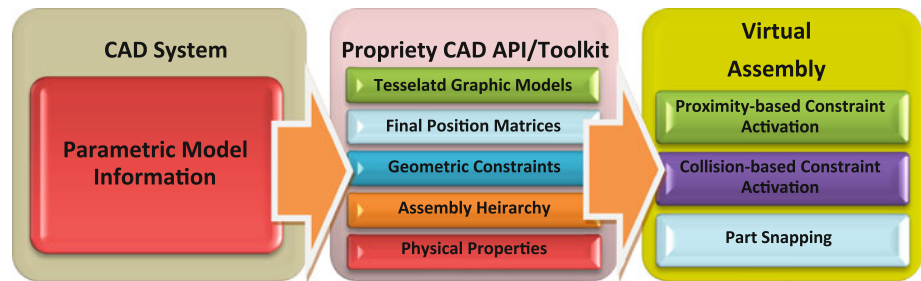 CAD System
Parametric Model
Information
Propriety CAD API/Toolkit
Tesselatd Graphic Models
Final Position Matrices
Geometric Constraints
Assembly Heirarchy
Physical Properties
Virtual
Assembly
Proximity-based Constraint
Activation
Collision-based Constraint
Activation
Part Snapping